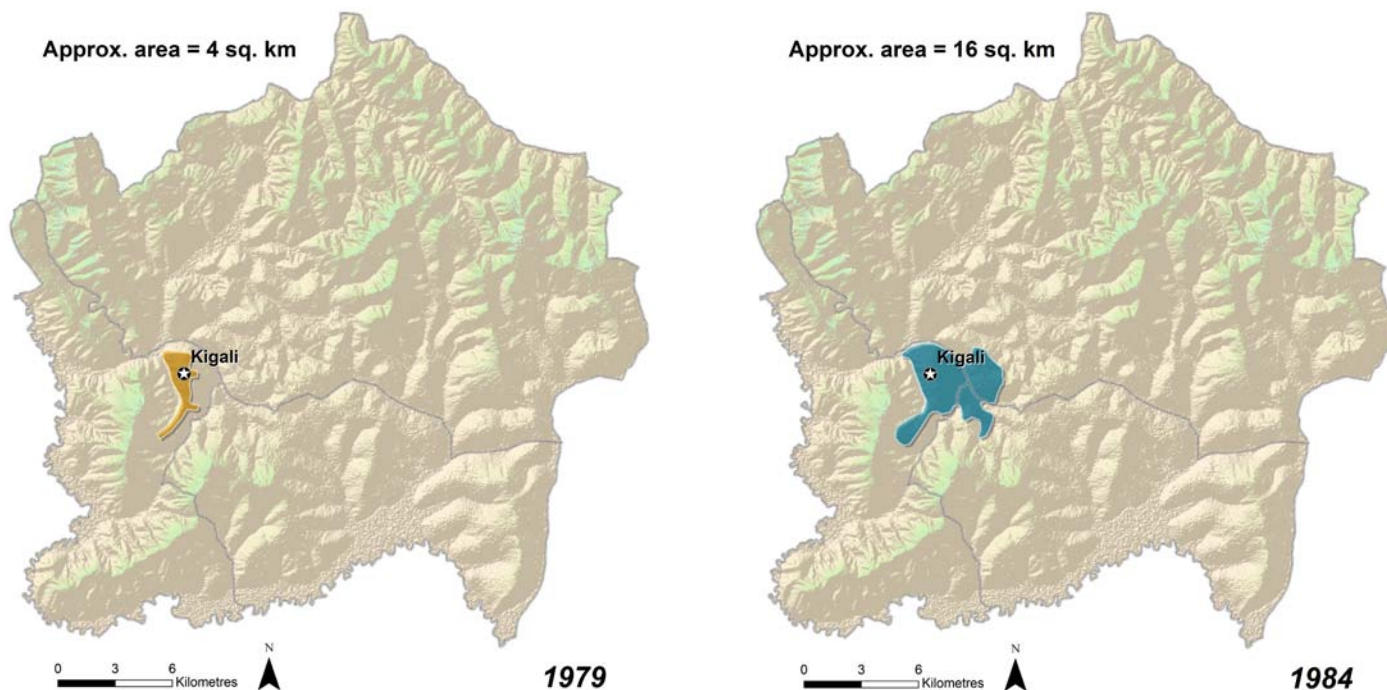 Approx. area = 4 sq. km
Kigali
0 3 6
Kilometres
N
1979
Approx. area = 16 sq. km
Kigali
0 3 6
Kilometres
N
1984